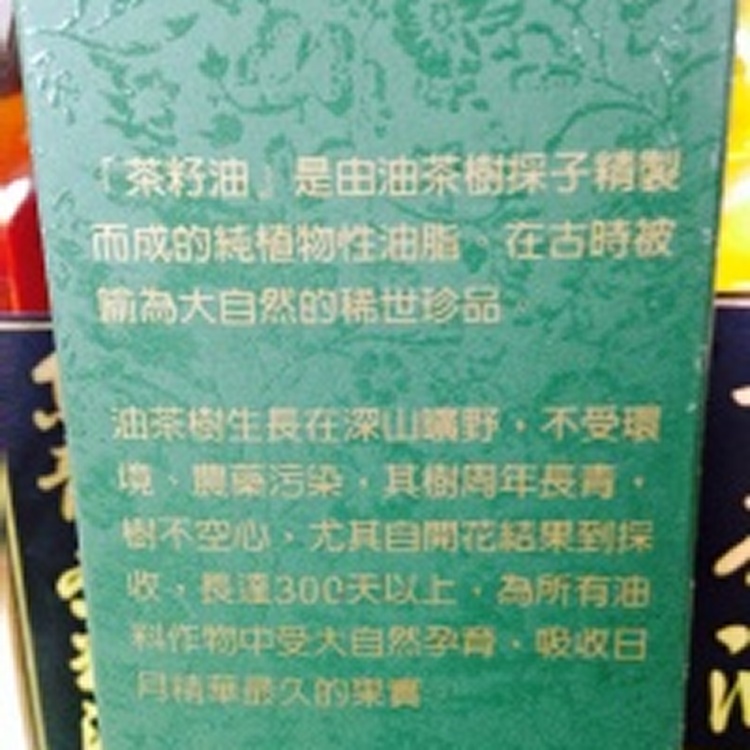 「茶籽油」是由油茶樹採子精製
而成的純植物性油脂。在古時被
喻為大自然的稀世珍品。
油茶樹生長在深山曠野,不受環
境、農藥污染,其樹周年長青,
樹不空心,尤其自開花結果到採
收,長達300天以上,為所有油
料作物中受大自然孕育、吸收日
月精華最久的果實